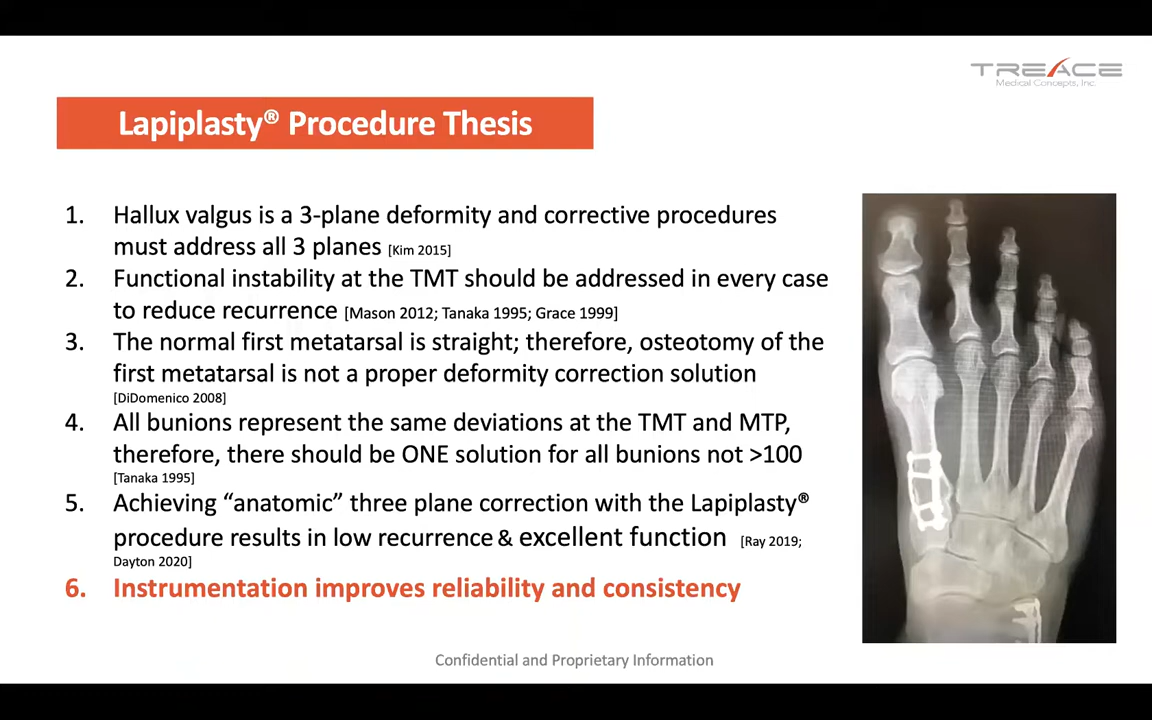 TREACE
Medical Concepts, Inc.
Lapiplasty® Procedure Thesis
1. Hallux valgus is a 3-plane deformity and corrective procedures
must address all 3 planes [Kim 2015]
2. Functional instability at the TMT should be addressed in every case
to reduce recurrence [Mason 2012; Tanaka 1995; Grace 1999]
3. The normal first metatarsal is straight; therefore, osteotomy of the
first metatarsal is not a proper deformity correction solution
[DiDomenico 2008]
4. All bunions represent the same deviations at the TMT and MTP,
therefore, there should be ONE solution for all bunions not >100
[Tanaka 1995]
5. Achieving “anatomic” three plane correction with the Lapiplasty®
procedure results in low recurrence & excellent function [Ray 2019;
Dayton 2020]
6. Instrumentation improves reliability and consistency
Confidential and Proprietary Information